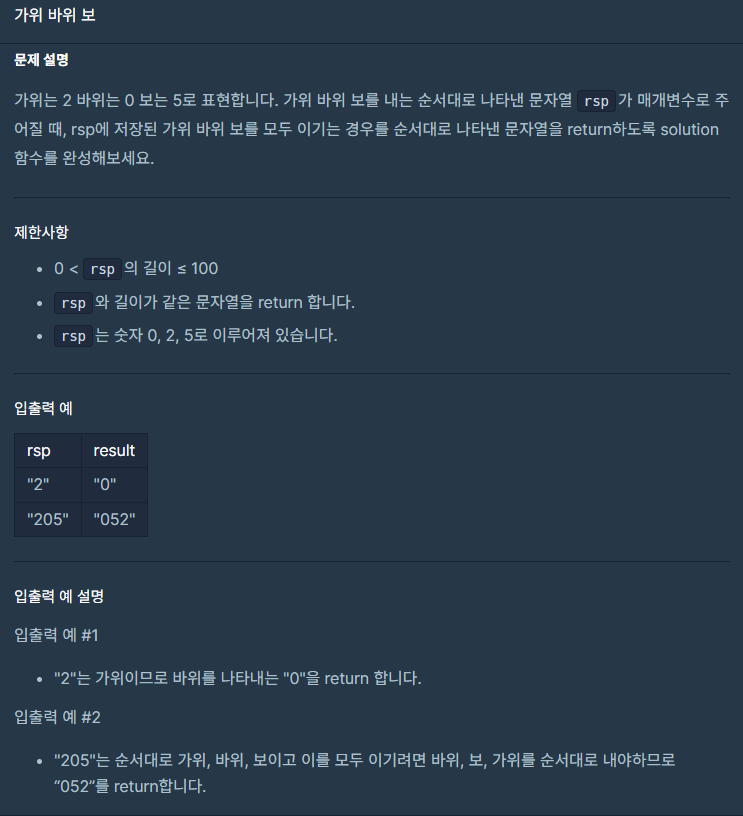 가위 바위 보
문제 설명
가위는 2 바위는 0 보는 5로 표현합니다. 가위 바위 보를 내는 순서대로 나타낸 문자열 rsp 가 매개변수로 주
어질 때, rsp에 저장된 가위 바위 보를 모두 이기는 경우를 순서대로 나타낸 문자열을 return하도록 solution
함수를 완성해보세요.
제한사항
• 0 < rsp 의 길이 ≤ 100
• rsp 와 길이가 같은 문자열을 return 합니다.
• rsp 는 숫자 0, 2, 5로 이루어져 있습니다.
입출력 예
rsp result
"2" "0"
"205" "052"
입출력 예 설명
입출력 예 #1
• "2"는 가위이므로 바위를 나타내는 "0"을 return 합니다.
입출력 예 #2
• "205"는 순서대로 가위, 바위, 보이고 이를 모두 이기려면 바위, 보, 가위를 순서대로 내야하므로
“052”를 return합니다.